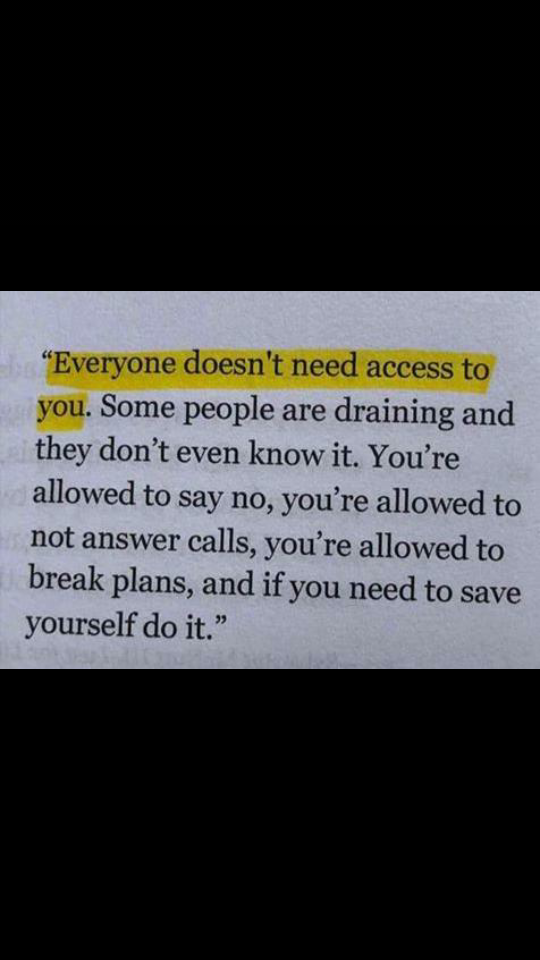 “Everyone doesn't need access to
you. Some people are draining and
they don’t even know it. You’re
allowed to say no, you’re allowed to
not answer calls, you’re allowed to
break plans, and if you need to save
yourself do it.”